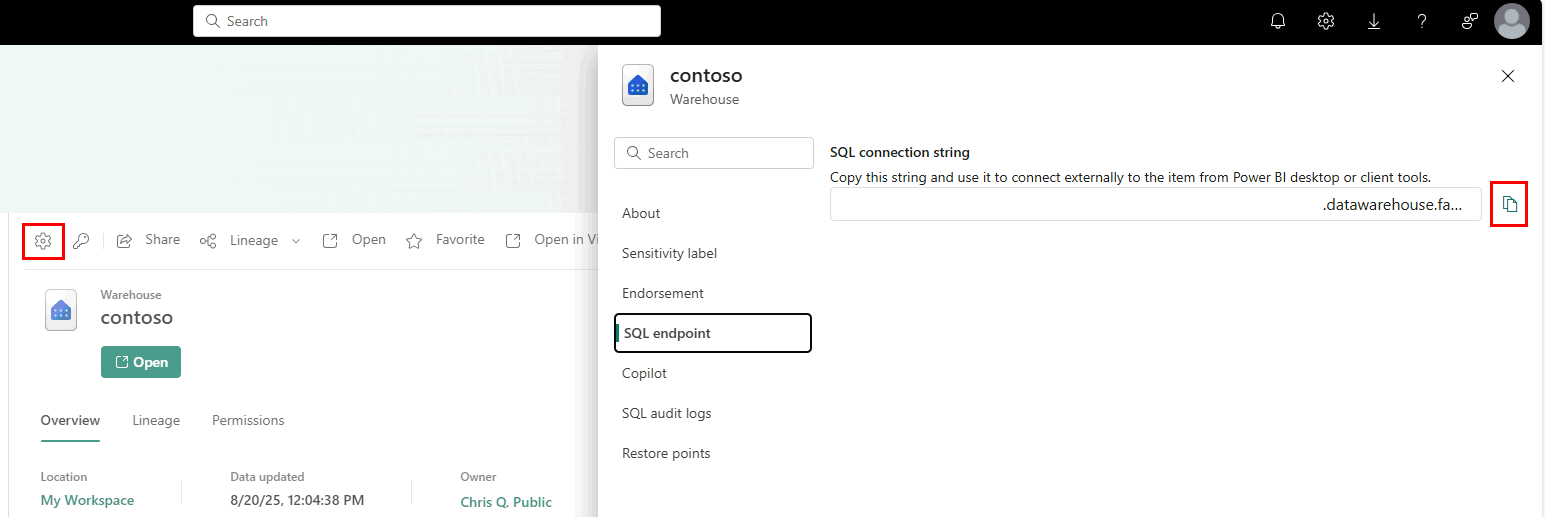 Search
contoso
Warehouse
Search
SQL connection string
Copy this string and use it to connect externally to the item from Power BI desktop or client tools.
.datawarehouse.fa...
About
Sensitivity label
Endorsement
SQL endpoint
Copilot
SQL audit logs
Restore points
Share Lineage Open Favorite Open in Vi
Warehouse
contoso
Open
Overview Lineage Permissions
Location Data updated Owner
My Workspace 8/20/25, 12:04:38 PM Chris Q. Public